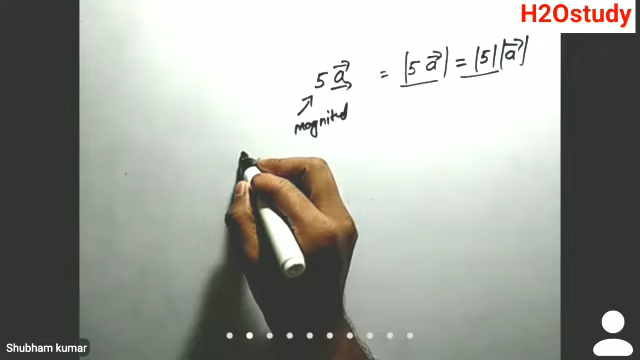 H2Ostudy
5 a⃗ = |5 a⃗| = |5| |a⃗|
magnitud
Shubham kumar